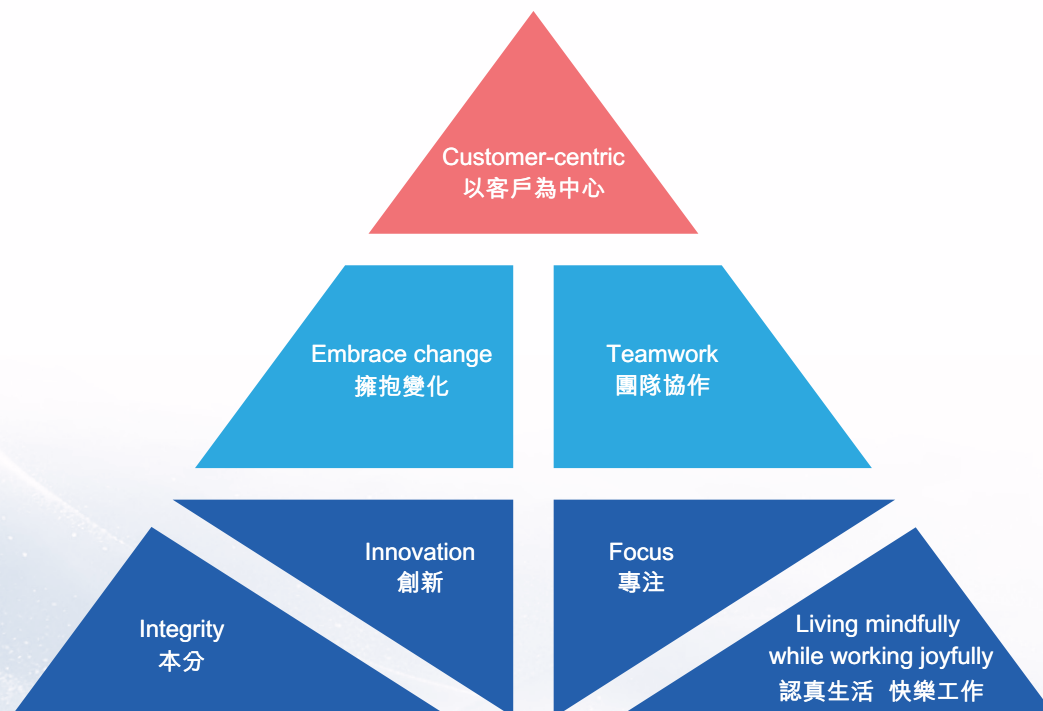 Customer-centric
以客戶為中心
Embrace change
擁抱變化
Teamwork
團隊協作
Innovation
創新
Focus
專注
Integrity
本分
Living mindfully
while working joyfully
認真生活 快樂工作